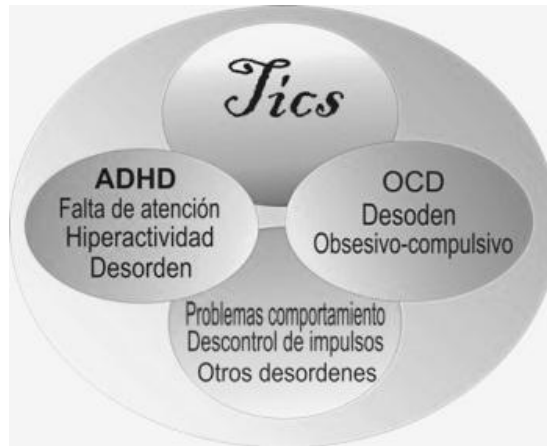 Tics
ADHD
Falta de atención
Hiperactividad
Desorden
OCD
Desoden
Obsesivo-compulsivo
Problemas comportamiento
Descontrol de impulsos
Otros desordenes